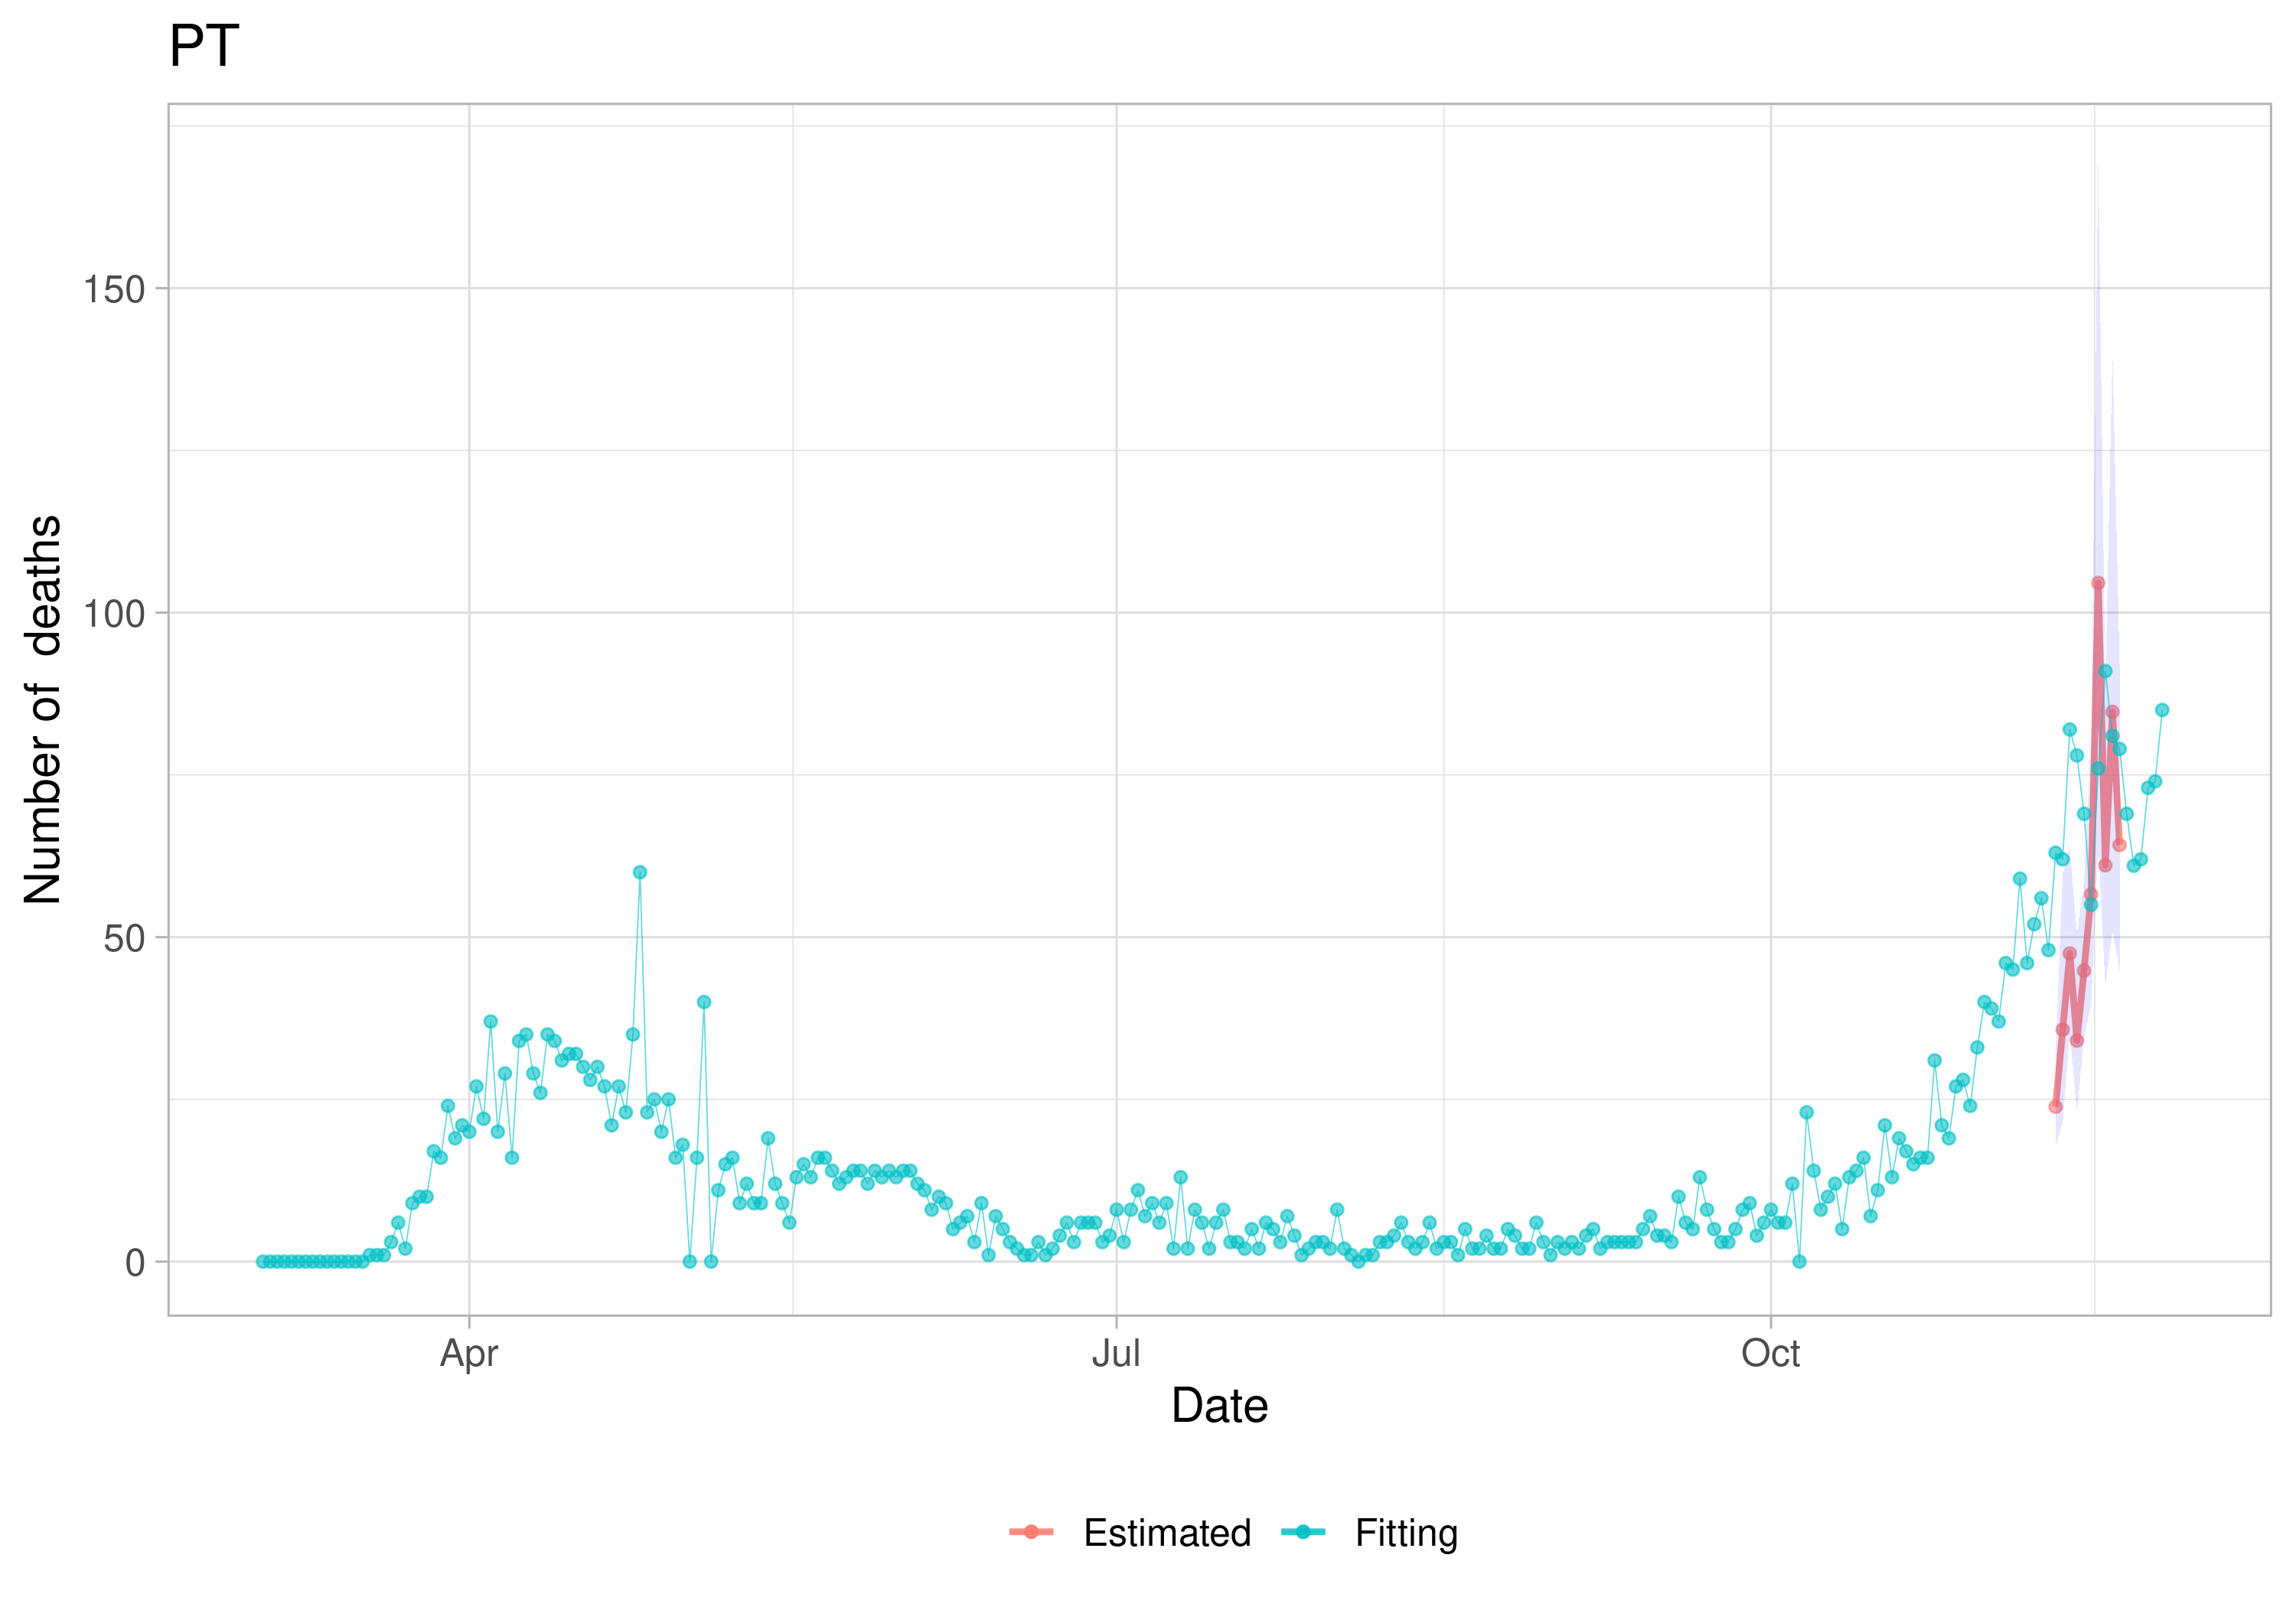 PT
Number of deaths
150
100
50
0
Apr Jul Oct
Date
Estimated Fitting